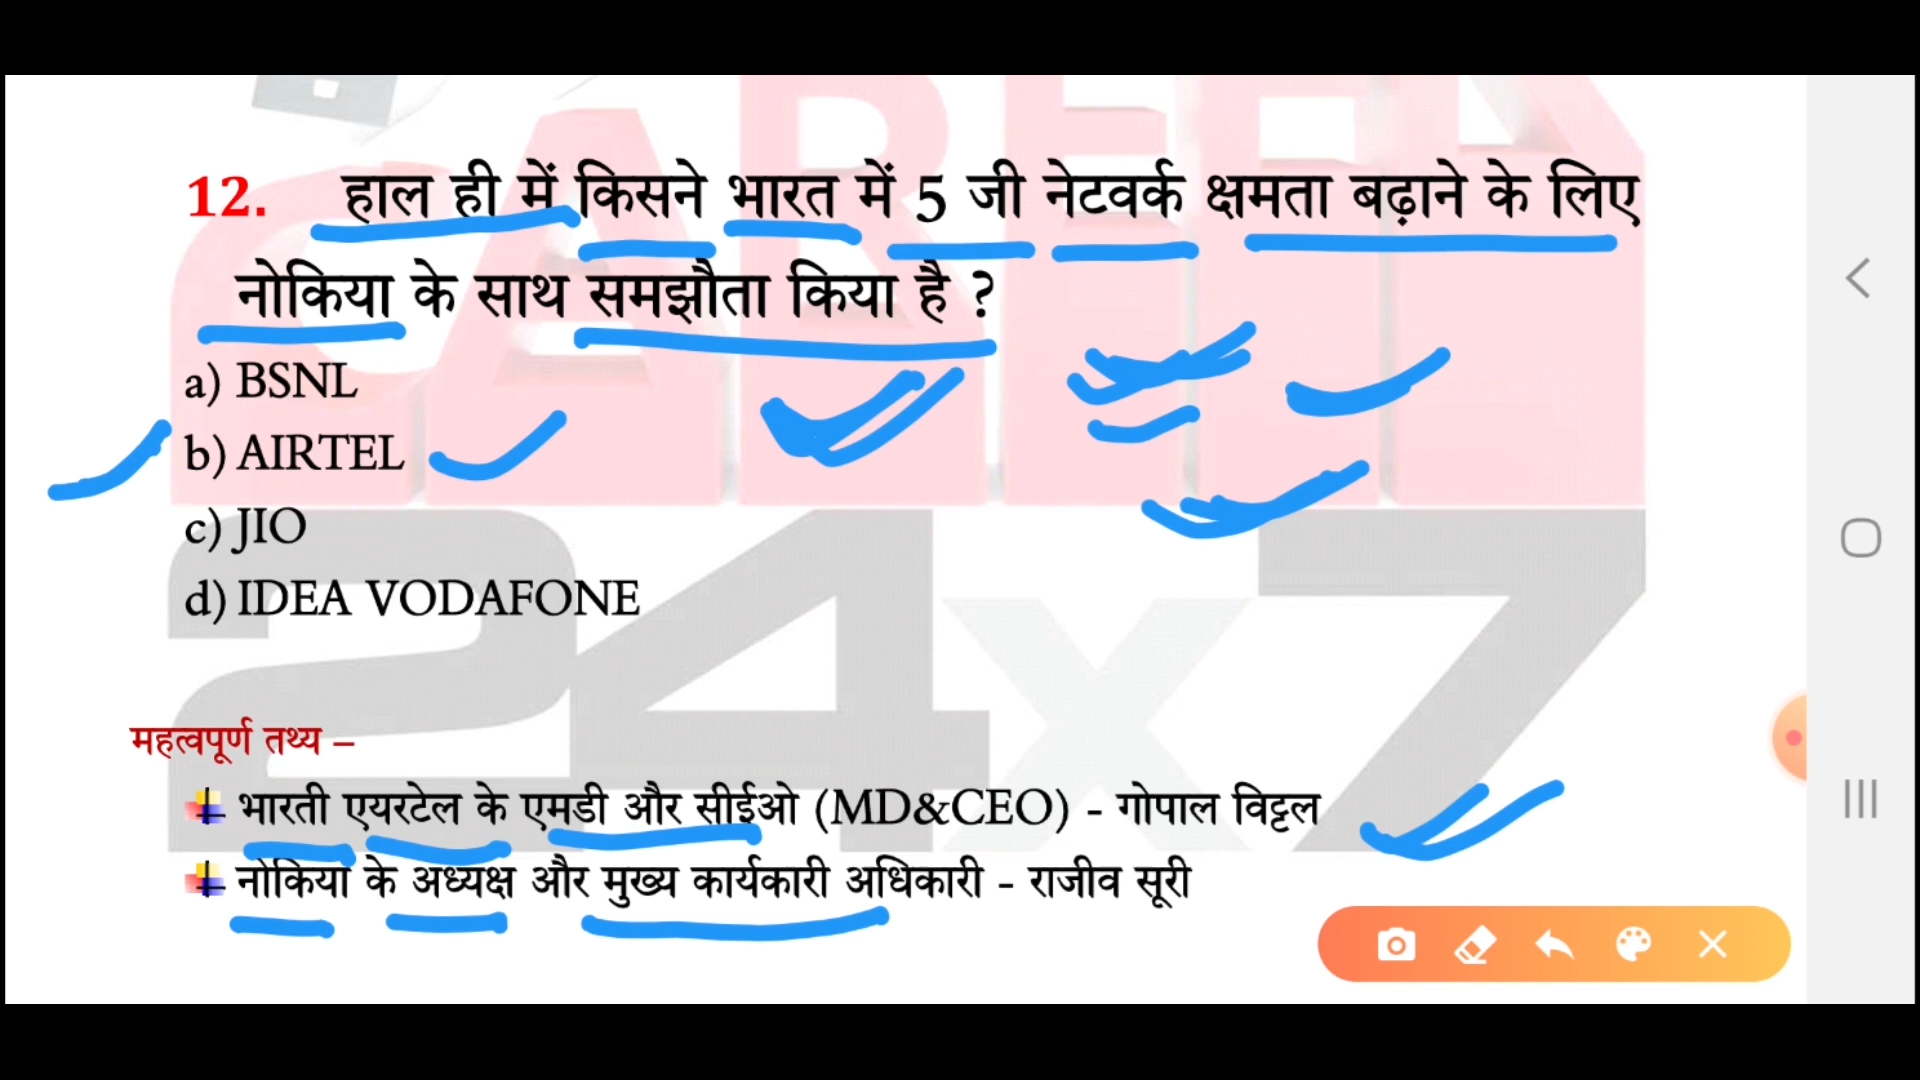 12. हाल ही में किसने भारत में 5 जी नेटवर्क क्षमता बढ़ाने के लिए
नोकिया के साथ समझौता किया है ?
a) BSNL
b) AIRTEL
c) JIO
d) IDEA VODAFONE
महत्वपूर्ण तथ्य –
भारती एयरटेल के एमडी और सीईओ (MD&CEO) - गोपाल विट्टल
नोकिया के अध्यक्ष और मुख्य कार्यकारी अधिकारी - राजीव सूरी
24x7